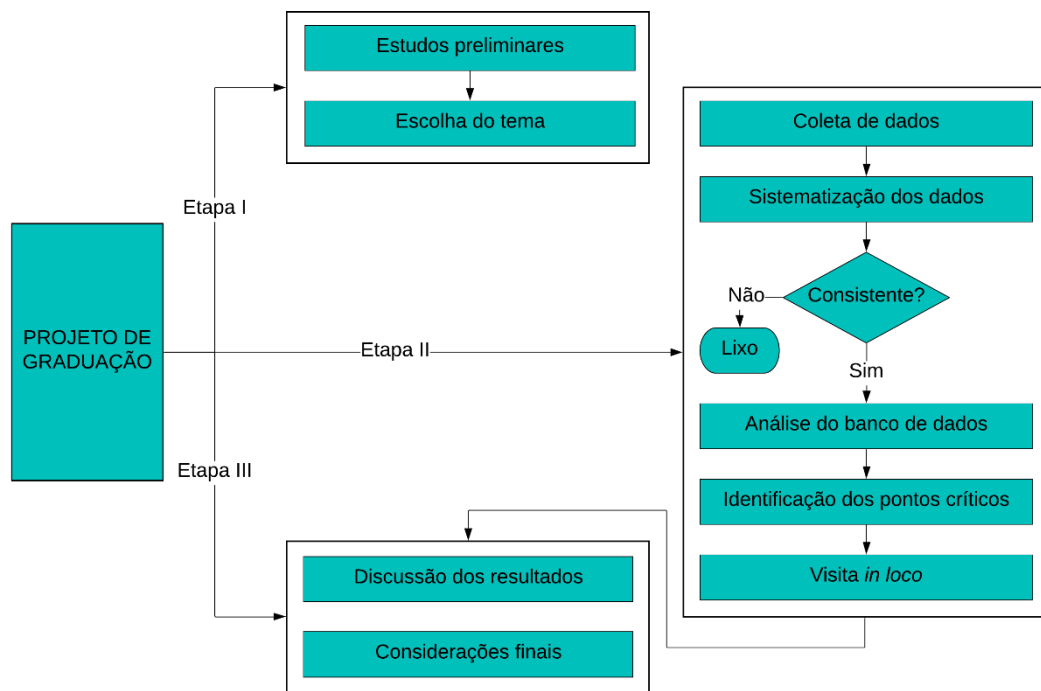 PROJETO DE
GRADUAÇÃO
Etapa I
Estudos preliminares
Escolha do tema
Etapa II
Coleta de dados
Sistematização dos dados
Consistente?
Não
Lixo
Sim
Análise do banco de dados
Identificação dos pontos críticos
Visita in loco
Etapa III
Discussão dos resultados
Considerações finais